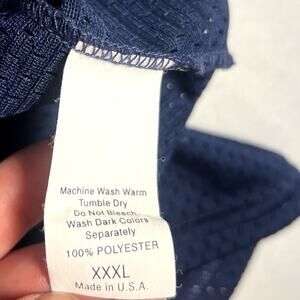 Machine Wash Warm
Tumble Dry
Do Not Bleach
Wash Dark Colors
Separately
100% POLYESTER
XXXL
Made in U.S.A.